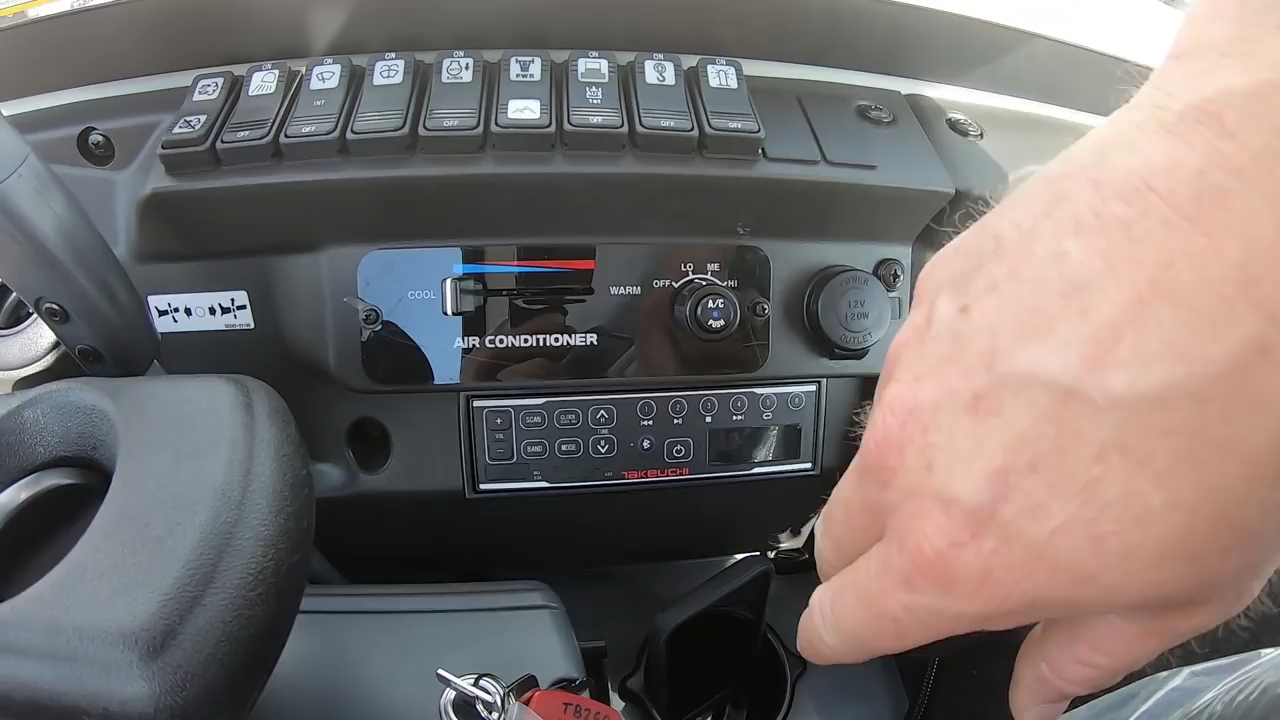 ON
ON
ON
ON
ON
ON
ON
ON
INT
PWR
OFF
OFF
OFF
OFF
OFF
OFF
OFF
COOL
WARM
AIR CONDITIONER
OFF
LO
ME
HI
A/C
PUSH
POWER
12V
120W
OUTLET
+
VOL
-
SCAN
CLOCK
TUNE
BAND
MODE
1
2
3
4
5
6
TAKEUCHI